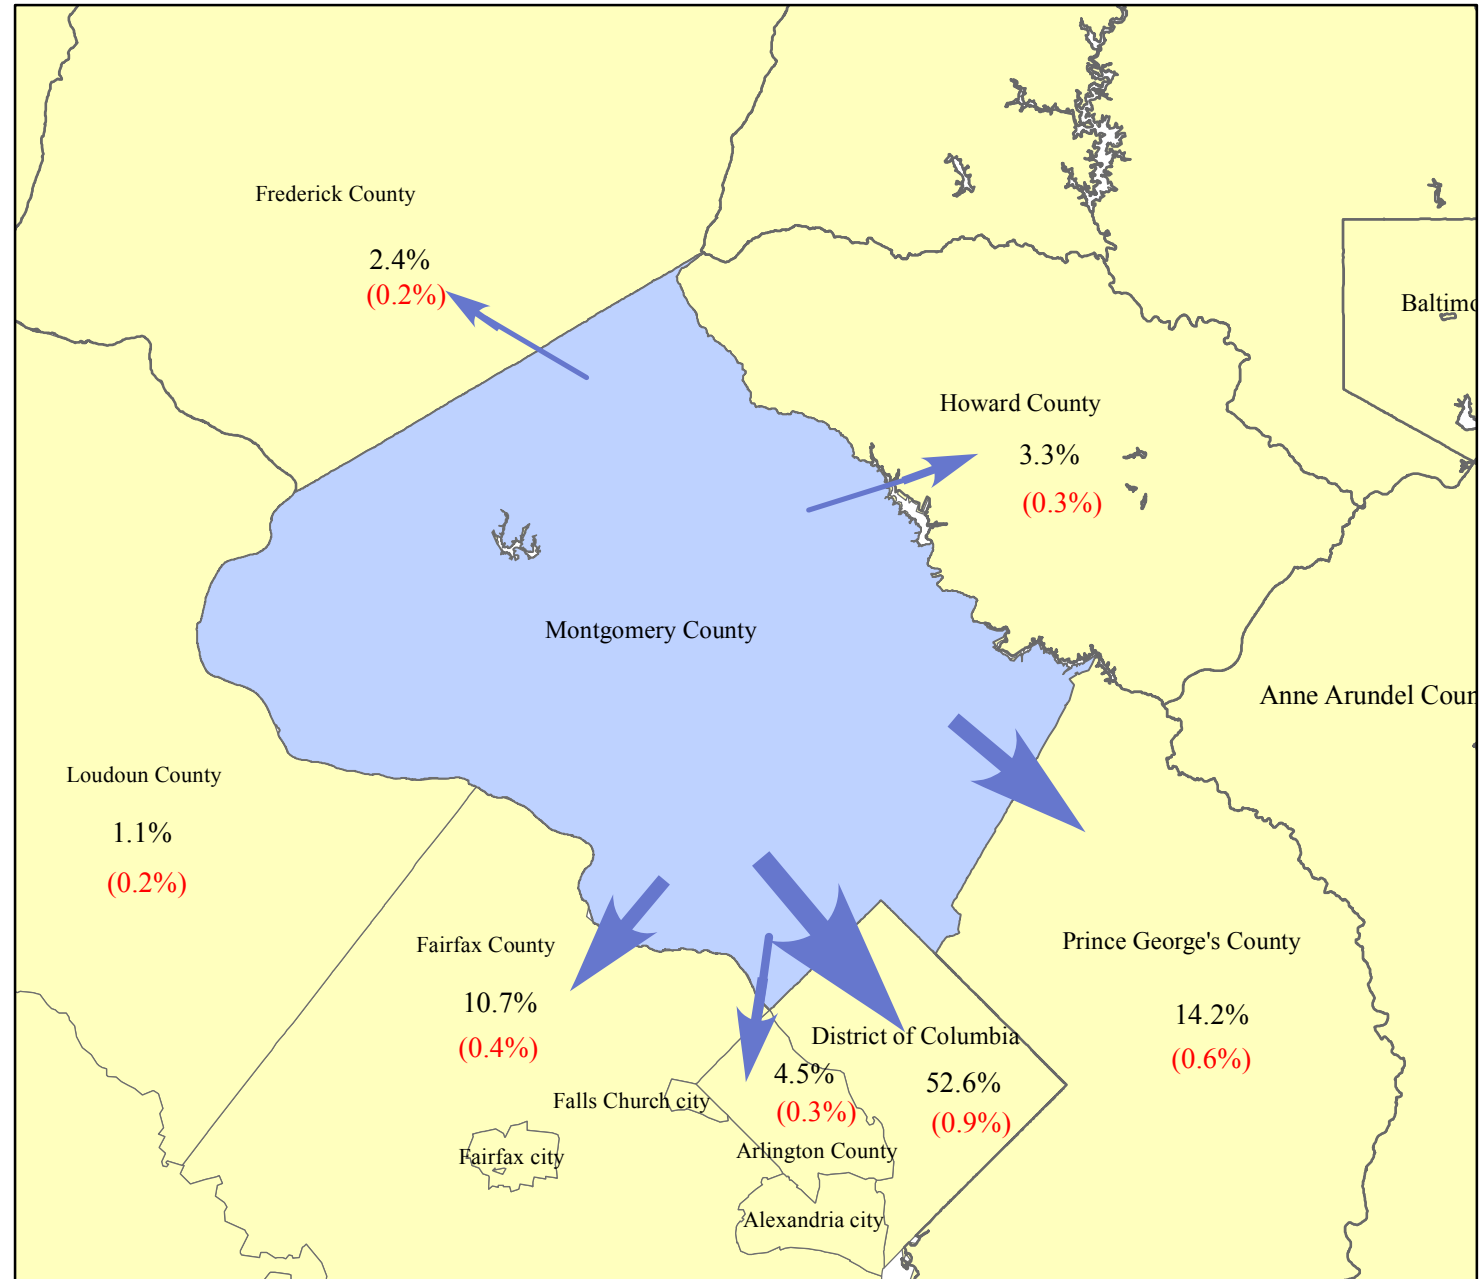 Frederick County
2.4%
(0.2%)
Baltimo
Howard County
3.3%
(0.3%)
Montgomery County
Anne Arundel Coun
Loudoun County
1.1%
(0.2%)
Fairfax County
10.7%
(0.4%)
Prince George's County
14.2%
(0.6%)
District of Columbia
52.6%
(0.9%)
4.5%
(0.3%)
Arlington County
Falls Church city
Fairfax city
Alexandria city